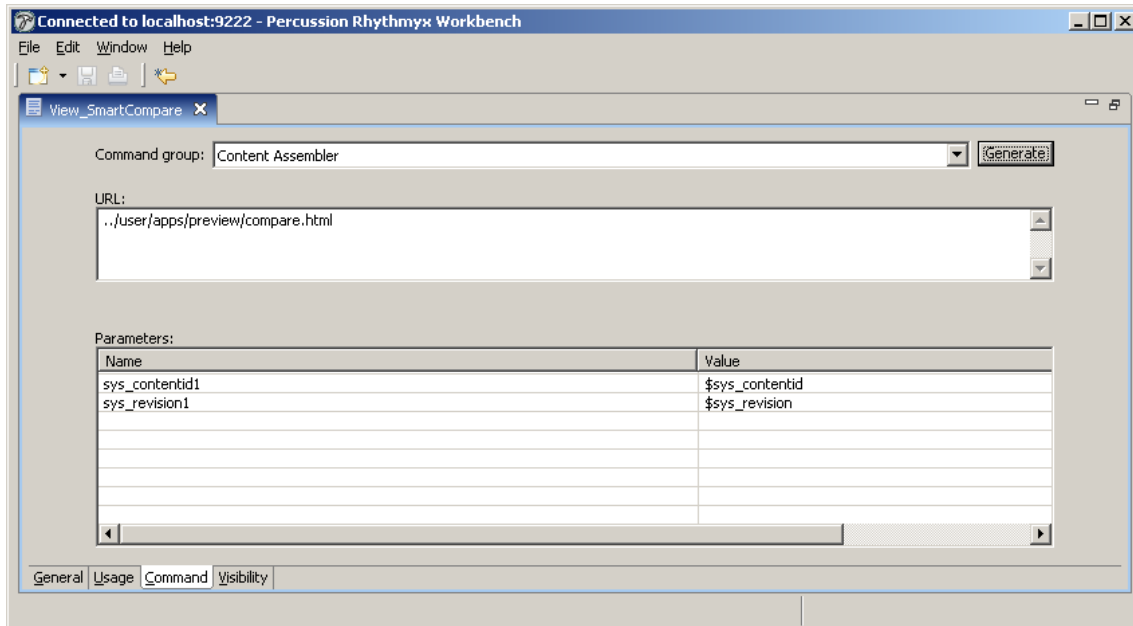 Connected to localhost:9222 - Percussion Rhythmyx Workbench
File Edit Window Help
View_SmartCompare
Command group: Content Assembler Generate
URL:
../user/apps/preview/compare.html
Parameters:
Name Value
sys_contentid1 $sys_contentid
sys_revision1 $sys_revision
General Usage Command Visibility